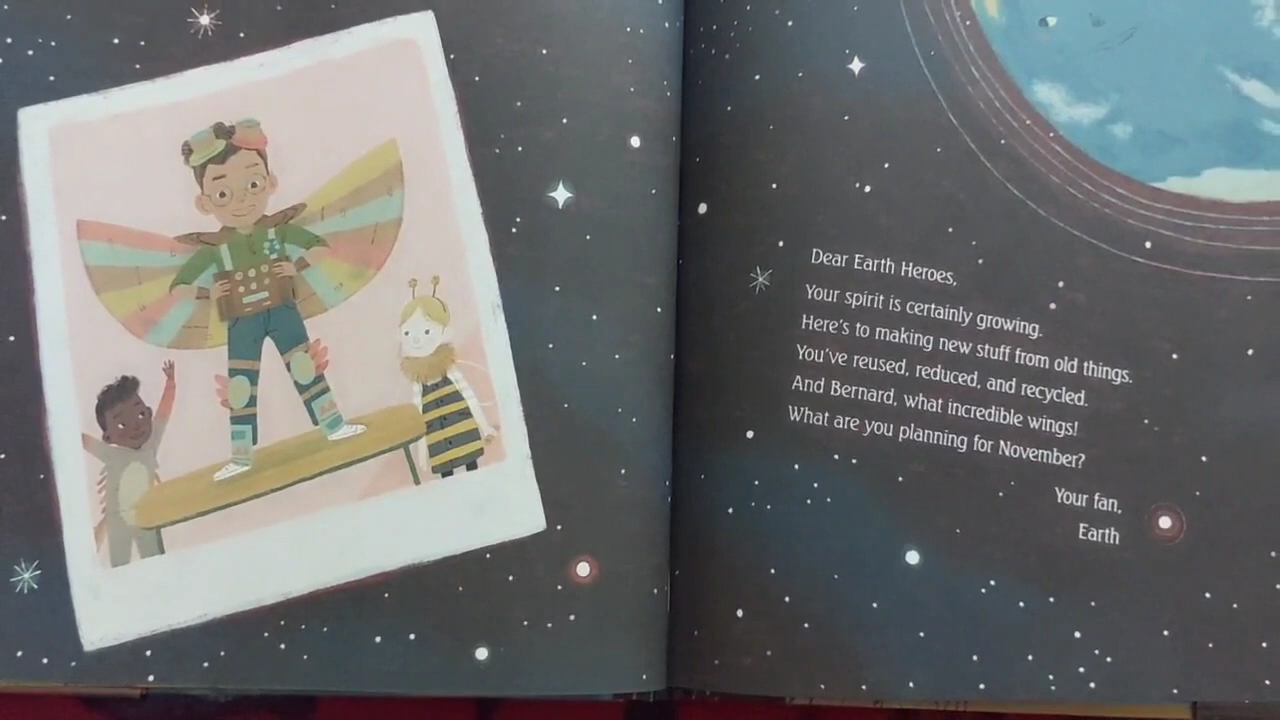 Dear Earth Heroes,
Your spirit is certainly growing.
Here's to making new stuff from old things.
You've reused, reduced, and recycled.
And Bernard, what incredible wings!
What are you planning for November?
Your fan,
Earth